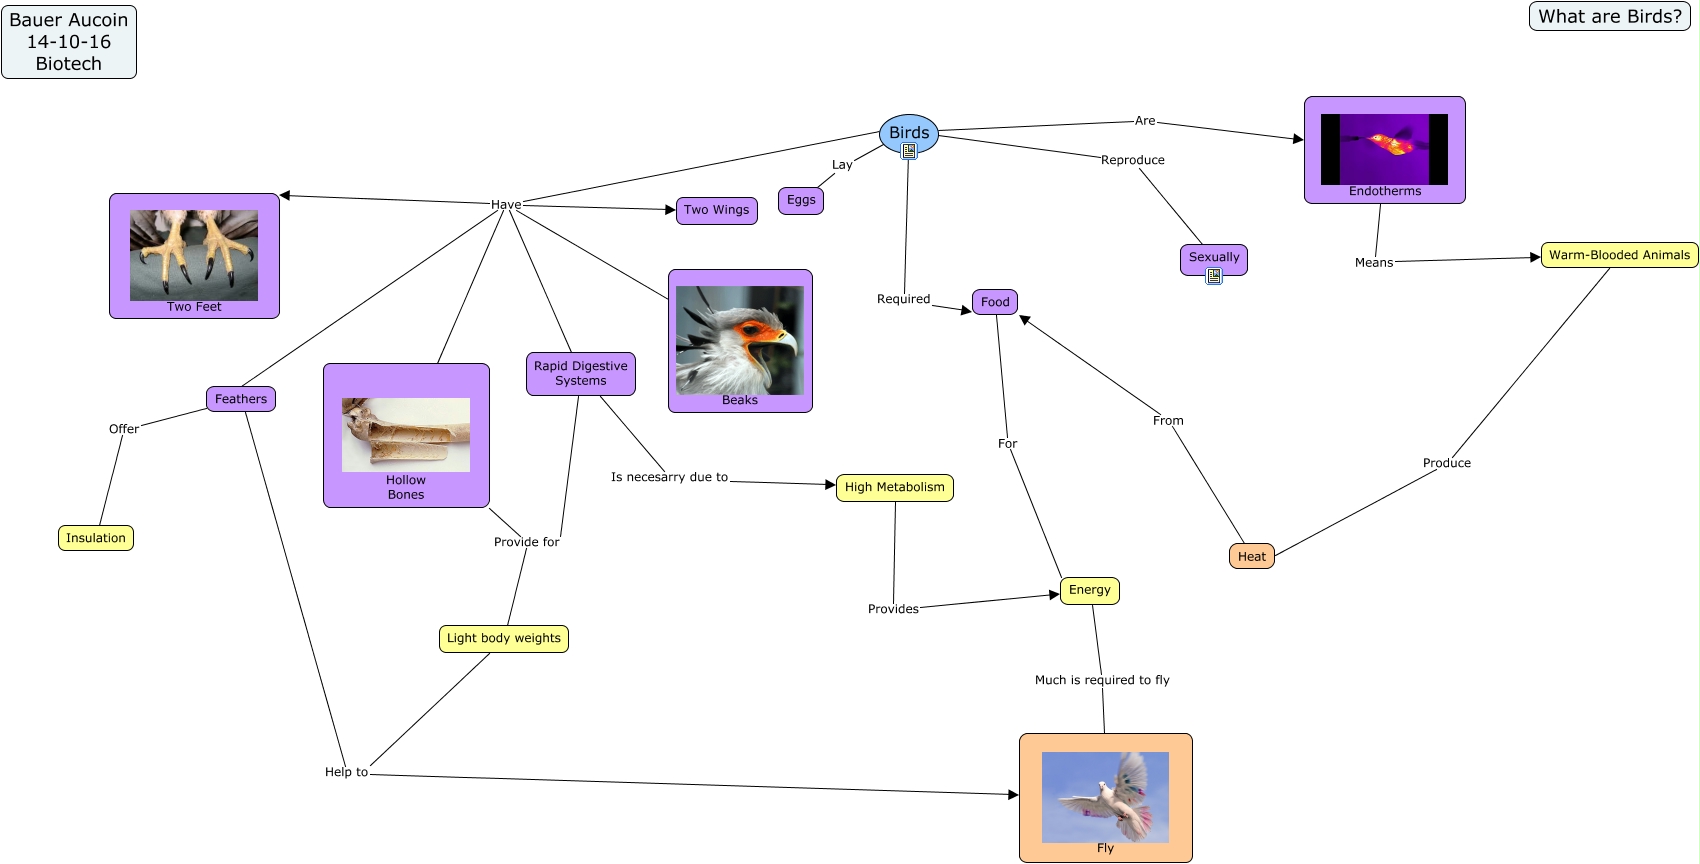 Bauer Aucoin
14-10-16
Biotech
What are Birds?
Birds
Are
Lay
Reproduce
Endotherms
Have
Two Wings
Eggs
Sexually
Means
Warm-Blooded Animals
Two Feet
Required
Food
Rapid Digestive
Systems
Beaks
Feathers
Offer
From
For
Produce
Hollow
Bones
Is necesarry due to
High Metabolism
Insulation
Provide for
Heat
Energy
Provides
Light body weights
Much is required to fly
Help to
Fly